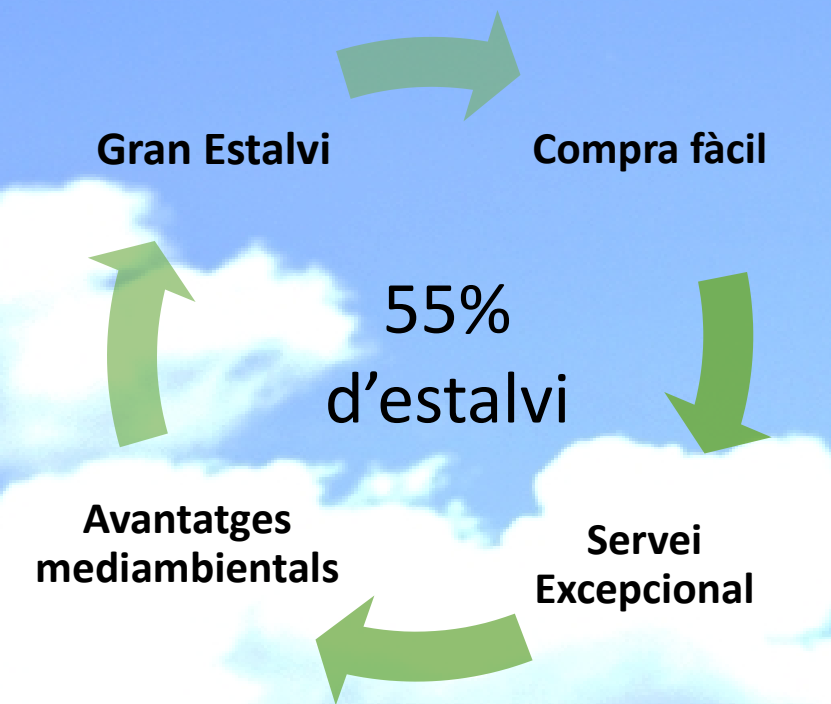 Gran Estalvi
Compra fàcil
55%
d’estalvi
Avantatges
mediambientals
Servei
Excepcional